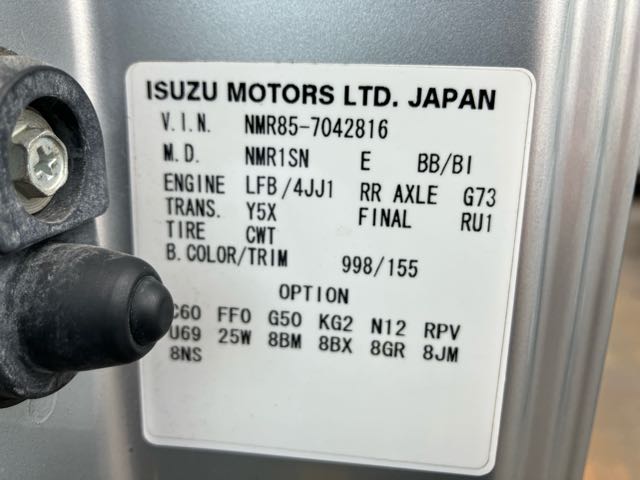 ISUZU MOTORS LTD. JAPAN
V.I.N. NMR85-7042816
M.D. NMR1SN E BB/BI
ENGINE LFB/4JJ1 RR AXLE G73
TRANS. Y5X FINAL RU1
TIRE CWT
B.COLOR/TRIM 998/155
OPTION
FF0 G50 KG2 N12 RPV
U69 25W 8BM 8BX 8GR 8JM
8NS